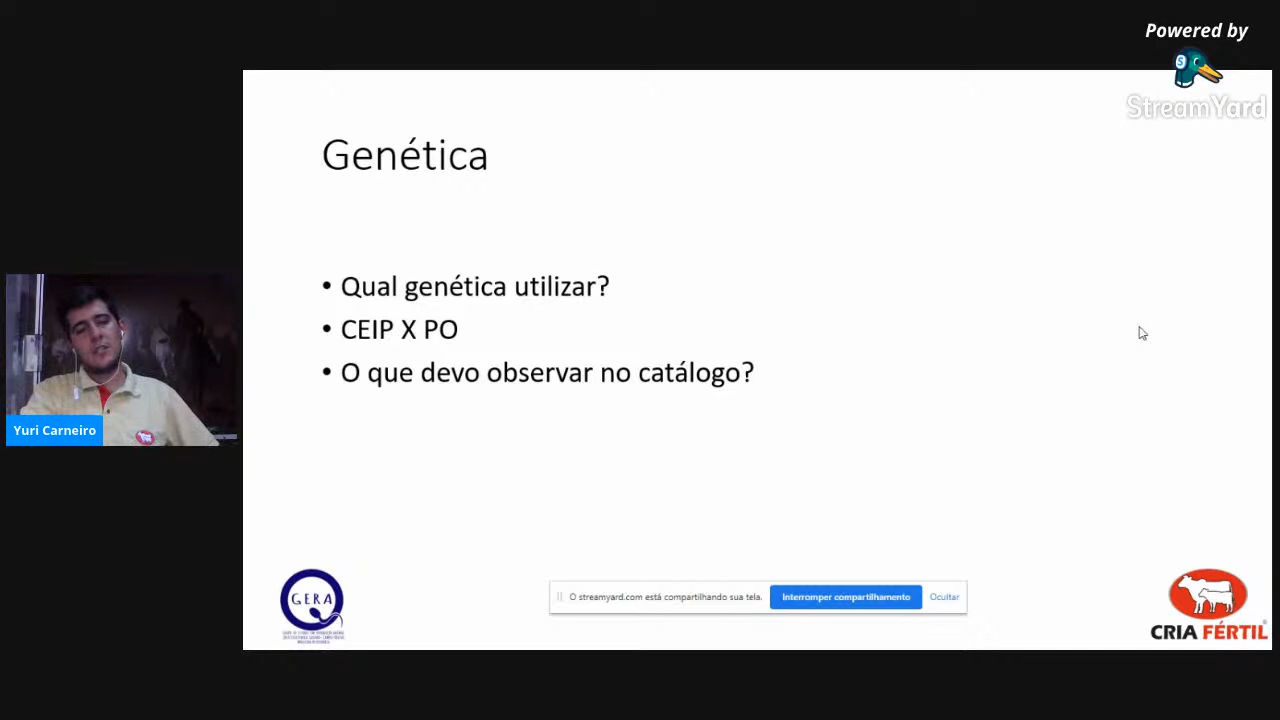 Powered by
StreamYard
Genética
• Qual genética utilizar?
• CEIP X PO
• O que devo observar no catálogo?
Yuri Carneiro
GERA
O streamyard.com está compartilhando sua tela.
Interromper compartilhamento
Ocultar
CRIA FÉRTIL